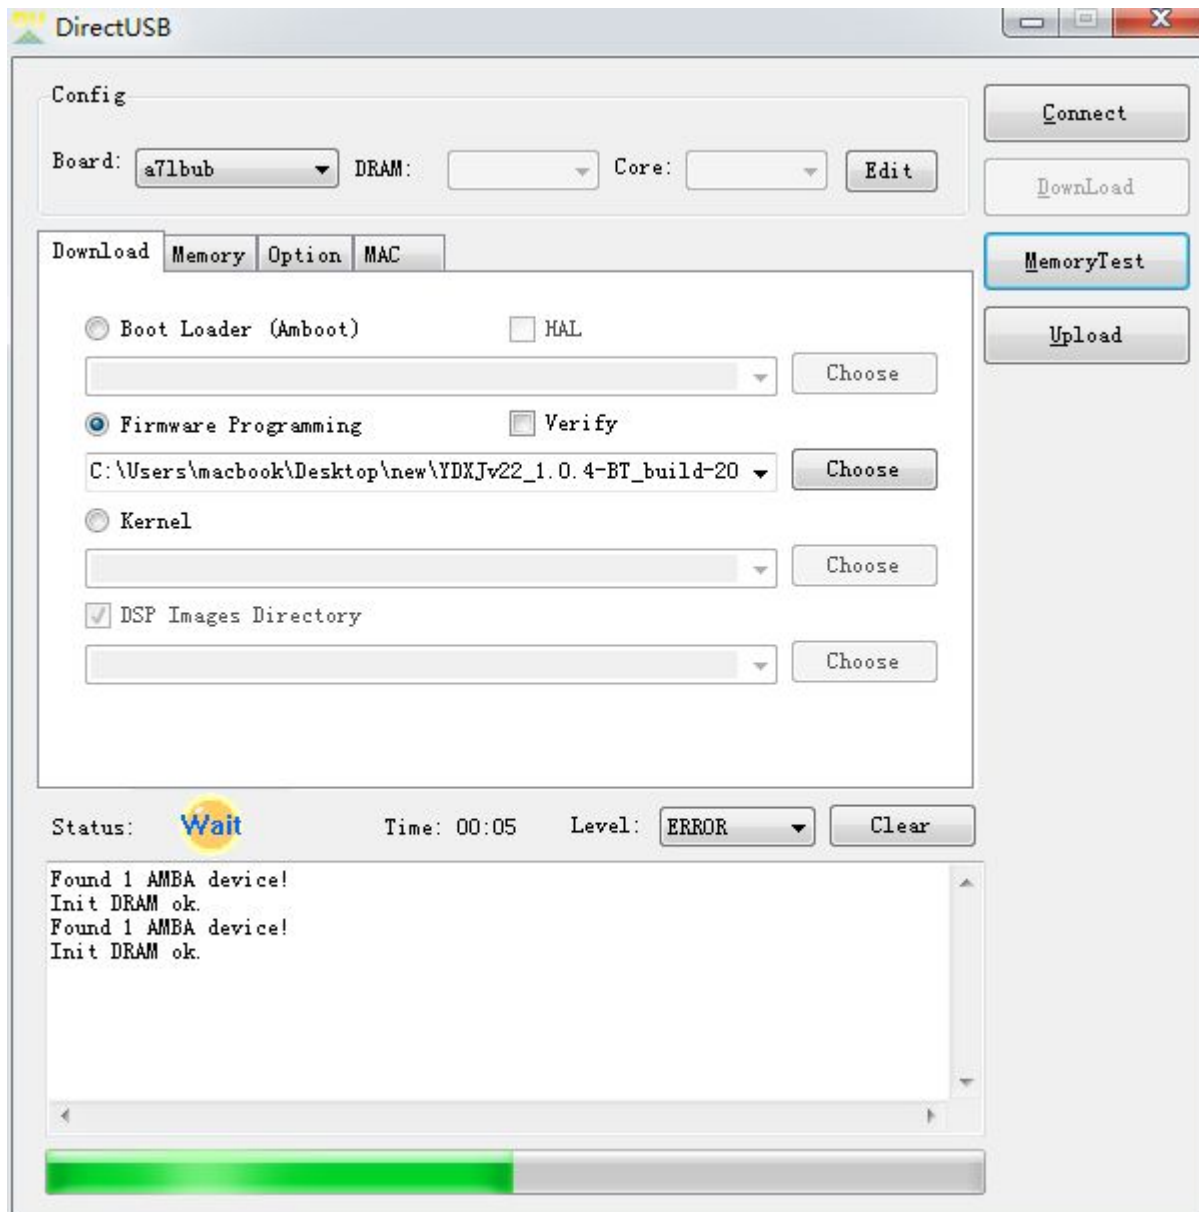 DirectUSB
Config
Board: a7lbub DRAM: Core: Edit
Connect
DownLoad
MemoryTest
Upload
Download Memory Option MAC
Boot Loader (Amboot) HAL
Choose
Firmware Programming Verify
C:\Users\macbook\Desktop\new\YDXJv22_1.0.4-BT_build-20 Choose
Kernel
Choose
DSP Images Directory
Choose
Status: Wait Time: 00:05 Level: ERROR Clear
Found 1 AMBA device!
Init DRAM ok.
Found 1 AMBA device!
Init DRAM ok.